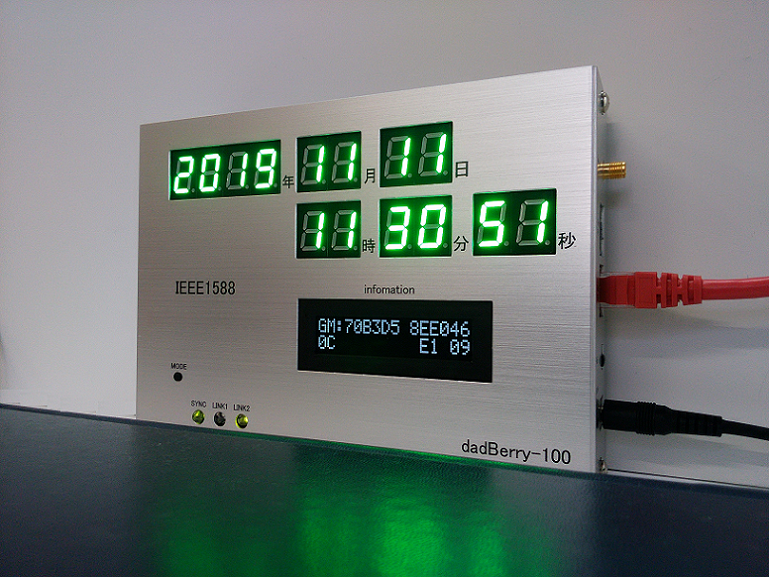 2019年 11月 11日
11時 30分 51秒
IEEE1588
infomation
GM:70B3D5 8EE046
0C E1 09
MODE
SYNC LINK1 LINK2
dadBerry-100